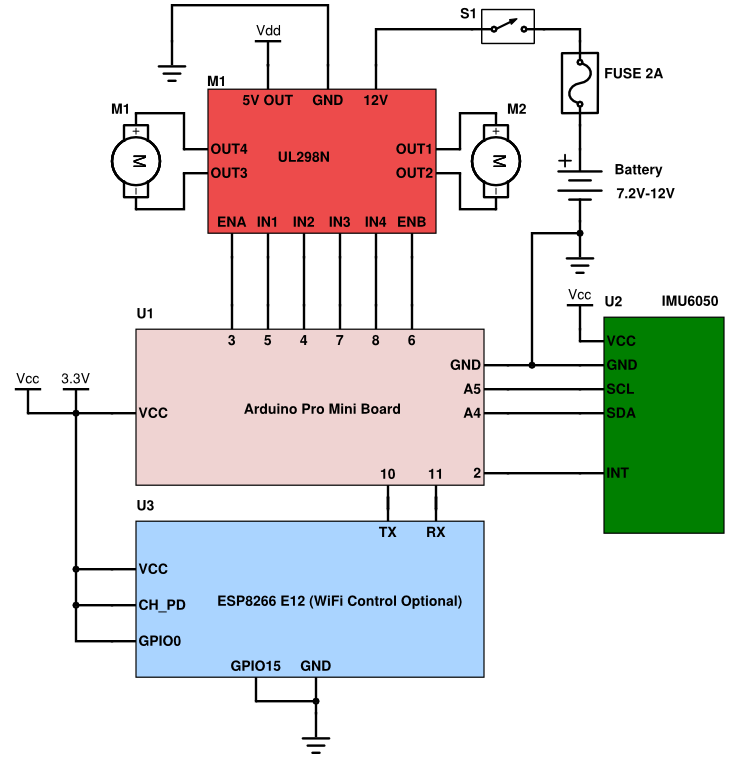 S1
Vdd
FUSE 2A
M1
5V OUT GND 12V
M1
M2
UL298N
OUT4
OUT1
+
M
+
M
OUT3
OUT2
-
-
+
Battery
7.2V-12V
ENA IN1 IN2 IN3 IN4 ENB
Vcc
U2
IMU6050
U1
VCC
3 5 4 7 8 6
GND
GND
Vcc
3.3V
A5
SCL
VCC
Arduino Pro Mini Board
A4
SDA
10
11
2
INT
U3
TX
RX
VCC
ESP8266 E12 (WiFi Control Optional)
CH_PD
GPIO0
GPIO15 GND